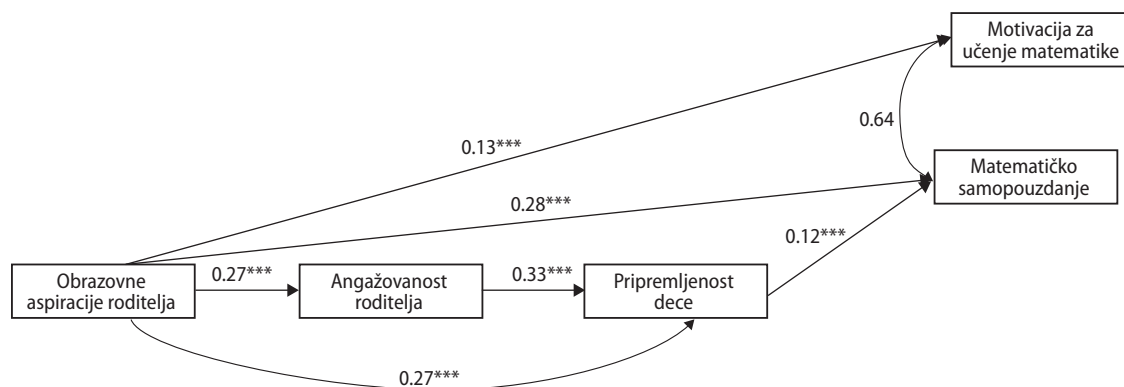 Motivacija za
učenje matematike
0.64
0.13***
Matematičko
samopouzdanje
0.28***
0.12***
Obrazovne
aspiracije roditelja
0.27***
Angažovanost
roditelja
0.33***
Pripremljenost
dece
0.27***